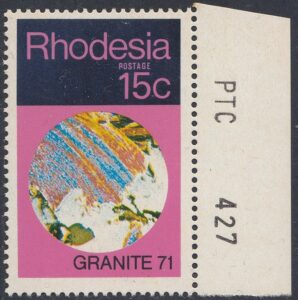 Rhodesia
POSTAGE
15c
GRANITE 71
PTC 427